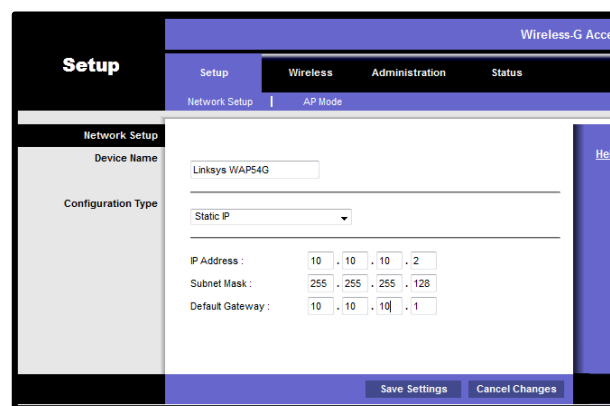 Wireless-G Acce
Setup
Setup Wireless Administration Status
Network Setup | AP Mode
Network Setup
Device Name
Linksys WAP54G
Configuration Type
Static IP
IP Address : 10 . 10 . 10 . 2
Subnet Mask : 255 . 255 . 255 . 128
Default Gateway : 10 . 10 . 10 . 1
Save Settings Cancel Changes
He